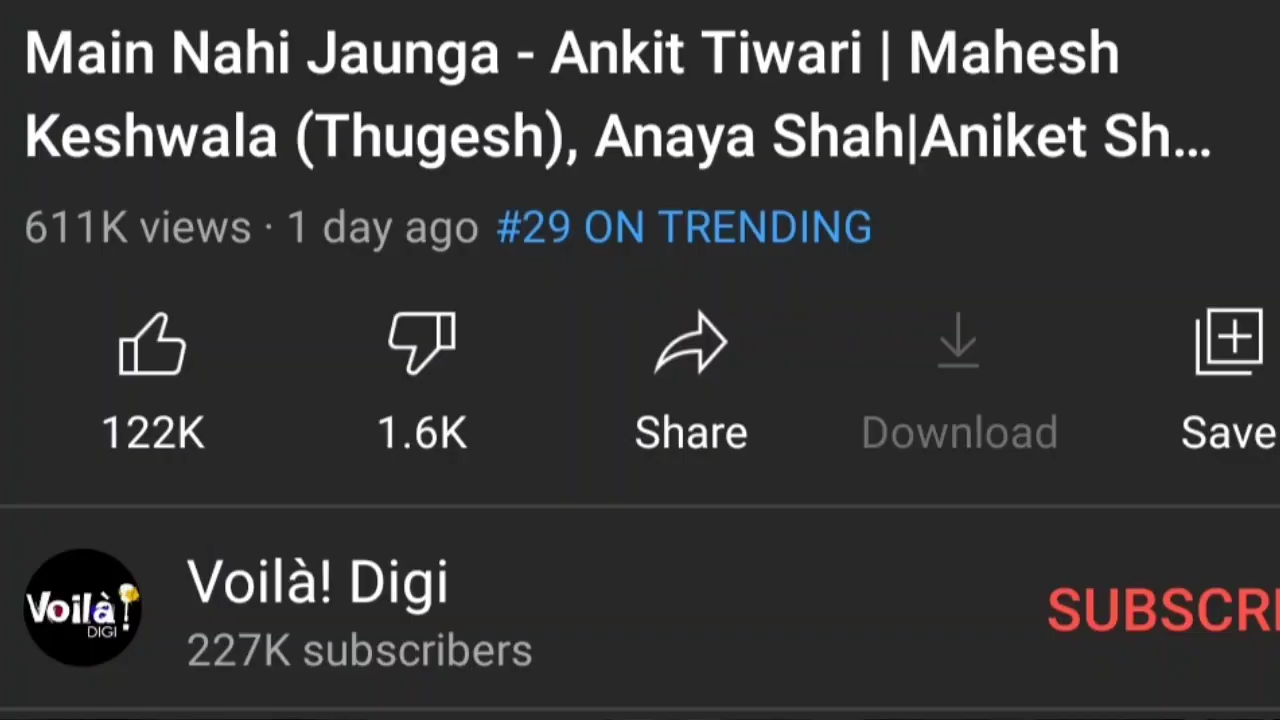 Main Nahi Jaunga - Ankit Tiwari | Mahesh
Keshwala (Thugesh), Anaya Shah|Aniket Sh...
611K views · 1 day ago #29 ON TRENDING
122K 1.6K Share Download Save
Voilà! DIGI
Voilà! Digi
227K subscribers
SUBSCRI